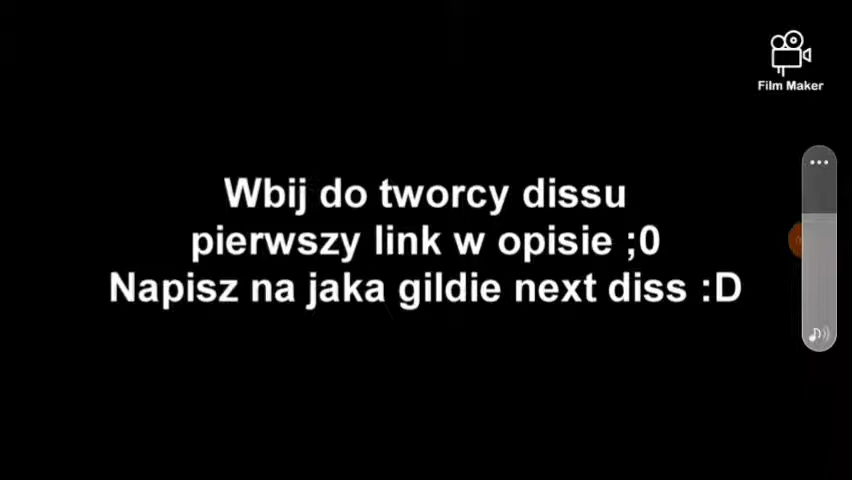 Film Maker
Wbij do tworcy dissu
pierwszy link w opisie ;0
Napisz na jaka gildie next diss :D